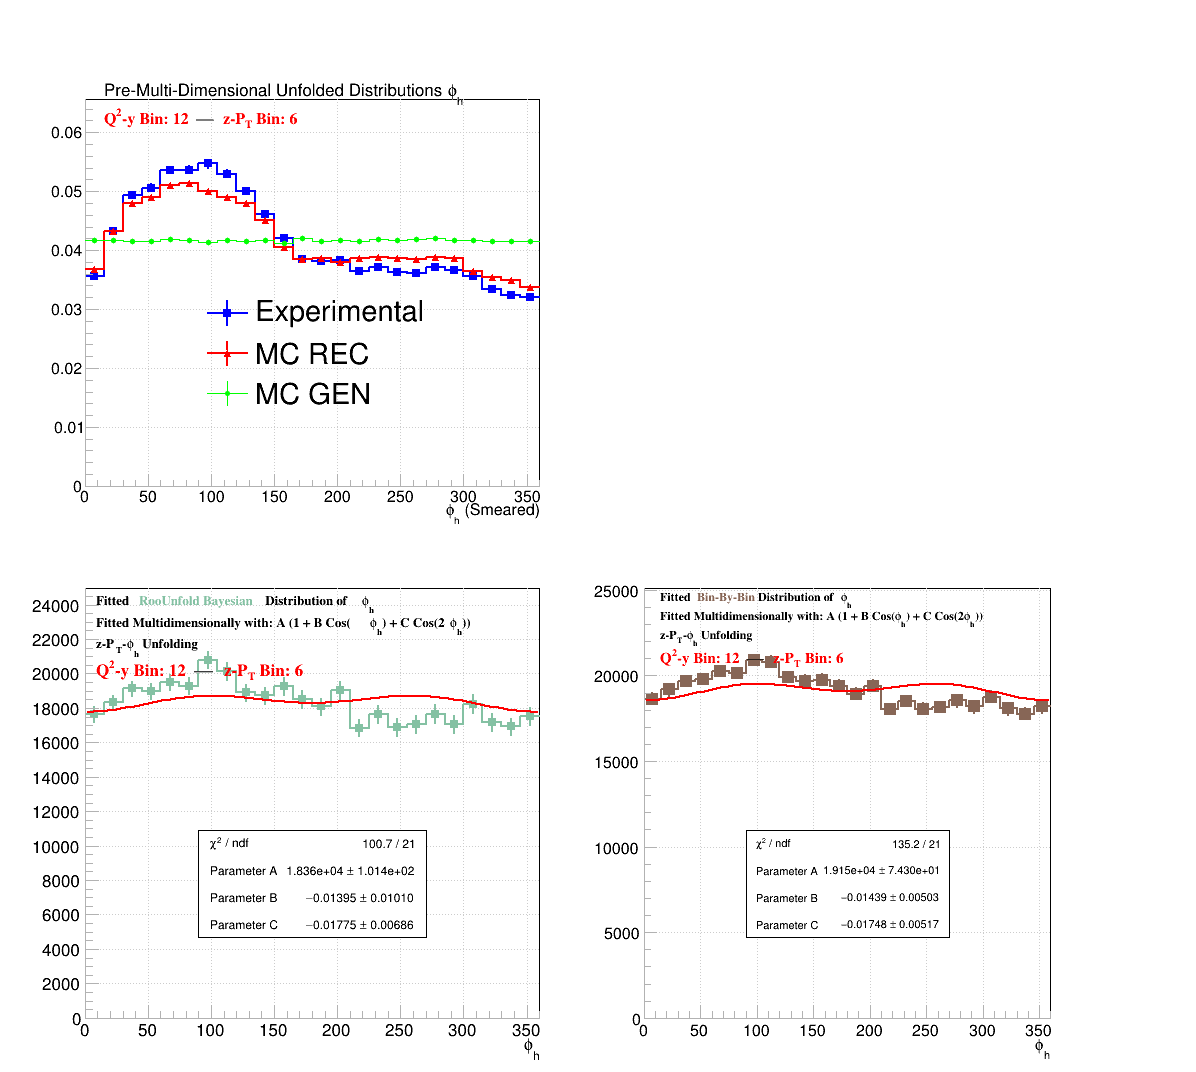 Pre-Multi-Dimensional Unfolded Distributions ϕh
Q²-y Bin: 12 — z-PT Bin: 6
0.06
0.05
0.04
0.03
0.02
0.01
0
Experimental
MC REC
MC GEN
0 50 100 150 200 250 300 350
ϕh (Smeared)
Fitted RooUnfold Bayesian Distribution of ϕh
Fitted Multidimensionally with: A (1 + B Cos( ϕh) + C Cos(2 ϕh))
z-PT-ϕh Unfolding
Q²-y Bin: 12 — z-PT Bin: 6
24000
22000
20000
18000
16000
14000
12000
10000
8000
6000
4000
2000
0
χ² / ndf 100.7 / 21
Parameter A 1.836e+04 ± 1.014e+02
Parameter B −0.01395 ± 0.01010
Parameter C −0.01775 ± 0.00686
0 50 100 150 200 250 300 350
ϕh
Fitted Bin-By-Bin Distribution of ϕh
Fitted Multidimensionally with: A (1 + B Cos(ϕh) + C Cos(2ϕh))
z-PT-ϕh Unfolding
Q²-y Bin: 12 — z-PT Bin: 6
25000
20000
15000
10000
5000
0
χ² / ndf 135.2 / 21
Parameter A 1.915e+04 ± 7.430e+01
Parameter B −0.01439 ± 0.00503
Parameter C −0.01748 ± 0.00517
0 50 100 150 200 250 300 350
ϕh